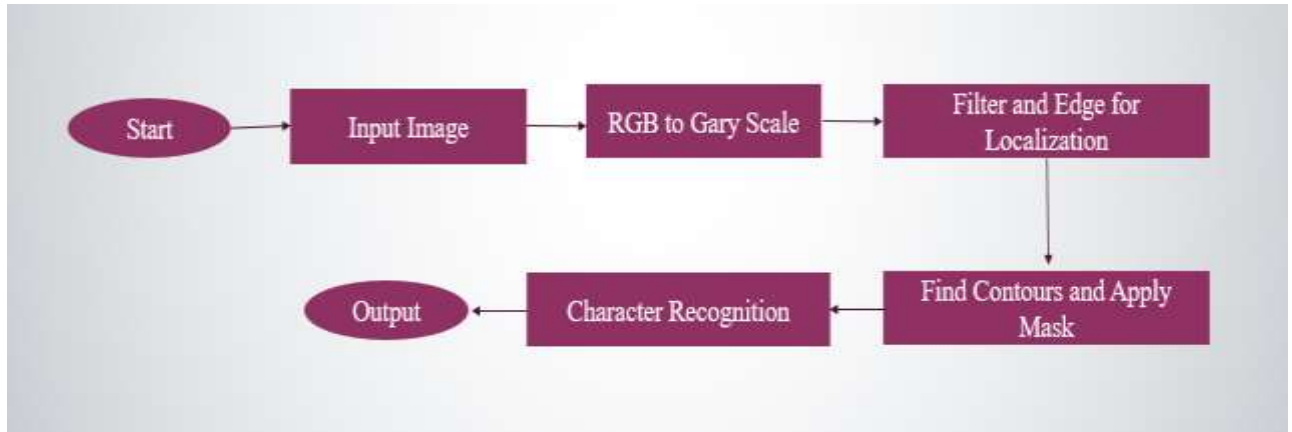 Start
Input Image
RGB to Gary Scale
Filter and Edge for
Localization
Find Contours and Apply
Mask
Character Recognition
Output